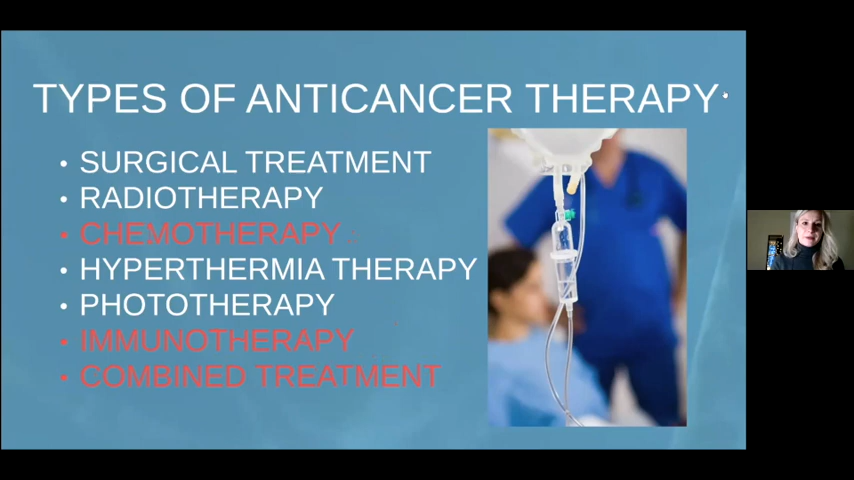 TYPES OF ANTICANCER THERAPY
• SURGICAL TREATMENT
• RADIOTHERAPY
• CHEMOTHERAPY
• HYPERTHERMIA THERAPY
• PHOTOTHERAPY
• IMMUNOTHERAPY
• COMBINED TREATMENT